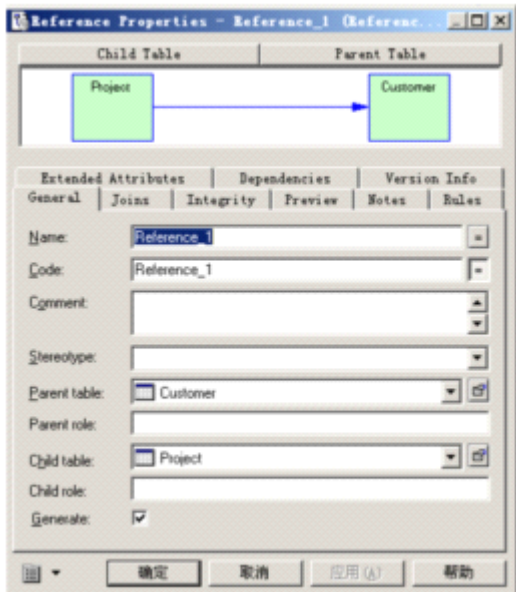 Reference Properties - Reference_1 (Referenc...
Child Table
Parent Table
Project
Customer
Extended Attributes
Dependencies
Version Info
General
Joins
Integrity
Preview
Notes
Rules
Name:
Reference_1
=
Code:
Reference_1
=
Comment:
Stereotype:
Parent table:
Customer
Parent role:
Child table:
Project
Child role:
Generate:
确定
取消
应用(A)
帮助